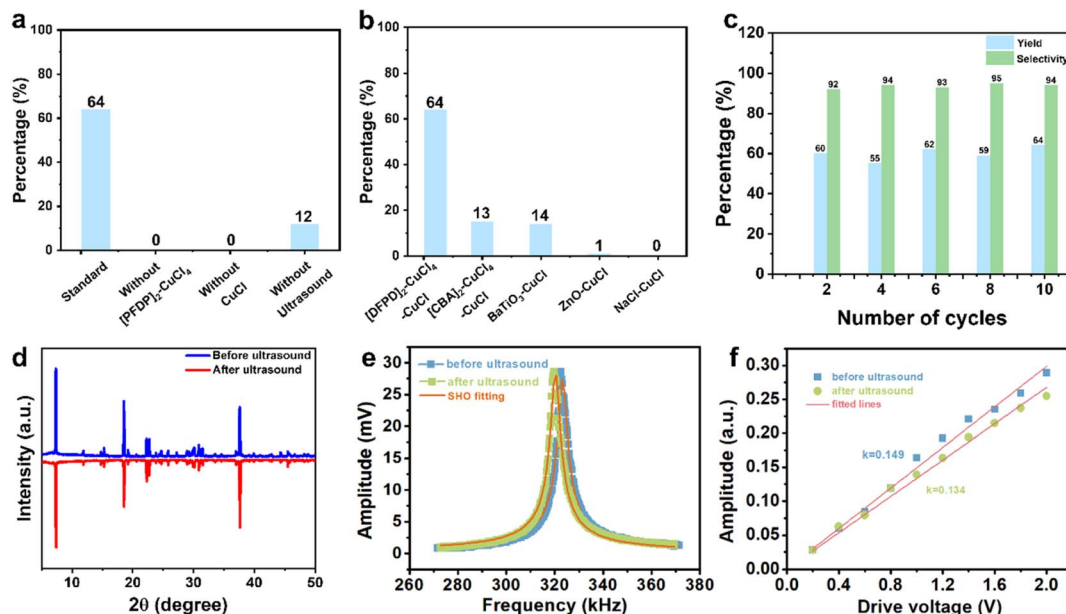 a
Percentage (%)
100
80
60
40
20
0
64
0
0
12
Standard
Without
[PFDP]₂-CuCl₄
Without
CuCl
Without
Ultrasound
b
Percentage (%)
100
80
60
40
20
0
64
13
14
1
0
[DFPD]₂-CuCl₄
-CuCl
[CBA]₂-CuCl₄
-CuCl
BaTiO₃-CuCl
ZnO-CuCl
NaCl-CuCl
c
Percentage (%)
120
100
80
60
40
20
0
Yield
Selectivity
60
92
55
94
62
93
59
95
64
94
2
4
6
8
10
Number of cycles
d
Intensity (a.u.)
Before ultrasound
After ultrasound
10
20
30
40
50
2θ (degree)
e
Amplitude (mV)
30
25
20
15
10
5
0
before ultrasound
after ultrasound
SHO fitting
260
280
300
320
340
360
380
Frequency (kHz)
f
Amplitude (a.u.)
0.30
0.25
0.20
0.15
0.10
0.05
0.00
before ultrasound
after ultrasound
fitted lines
k=0.149
k=0.134
0.0
0.4
0.8
1.2
1.6
2.0
Drive voltage (V)